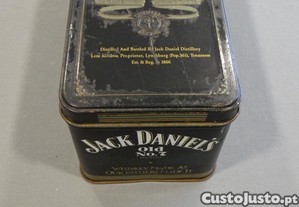 Distilled And Bottled By Jack Daniel Distillery
Lem Motlow, Proprietor, Lynchburg (Pop.361), Tennessee
Est. & Reg. in 1866
JACK DANIEL'S
Old
No. 7
CustoJusto.pt